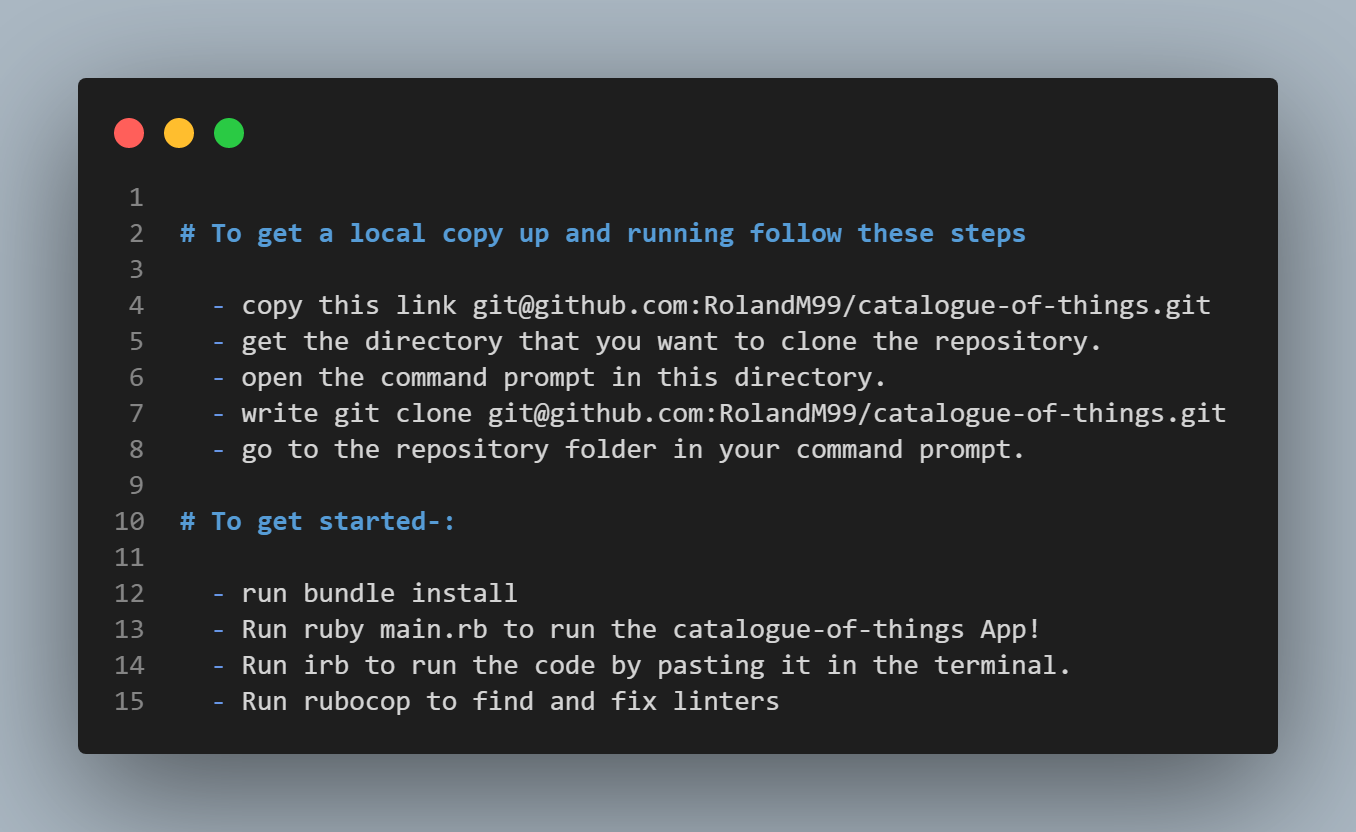 1
2 # To get a local copy up and running follow these steps
3
4 - copy this link git@github.com:RolandM99/catalogue-of-things.git
5 - get the directory that you want to clone the repository.
6 - open the command prompt in this directory.
7 - write git clone git@github.com:RolandM99/catalogue-of-things.git
8 - go to the repository folder in your command prompt.
9
10 # To get started-:
11
12 - run bundle install
13 - Run ruby main.rb to run the catalogue-of-things App!
14 - Run irb to run the code by pasting it in the terminal.
15 - Run rubocop to find and fix linters